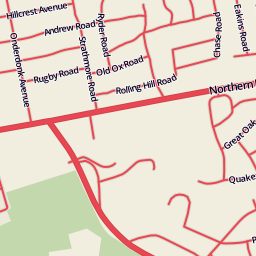 Hillcrest Avenue
Andrew Road
Ryder Road
Onderdonk Avenue
Strathmore Road
Rugby Road
Old Ox Road
Rolling Hill Road
Chase Road
Eakins Road
Northern
Great Oak
Quake